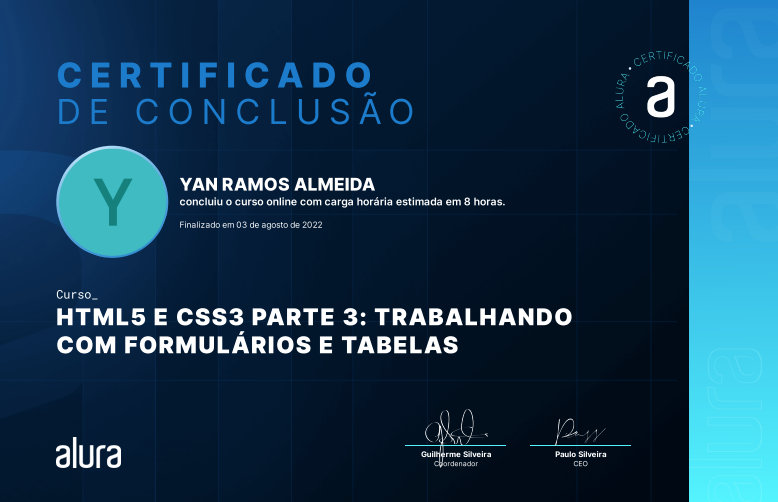 CERTIFICADO
DE CONCLUSÃO
CERTIFICADO ALURA • CERTIFICADO ALURA •
a
Y
YAN RAMOS ALMEIDA
concluiu o curso online com carga horária estimada em 8 horas.
Finalizado em 03 de agosto de 2022
Curso_
HTML5 E CSS3 PARTE 3: TRABALHANDO
COM FORMULÁRIOS E TABELAS
alura
Guilherme Silveira
Coordenador
Paulo Silveira
CEO
alura
alura